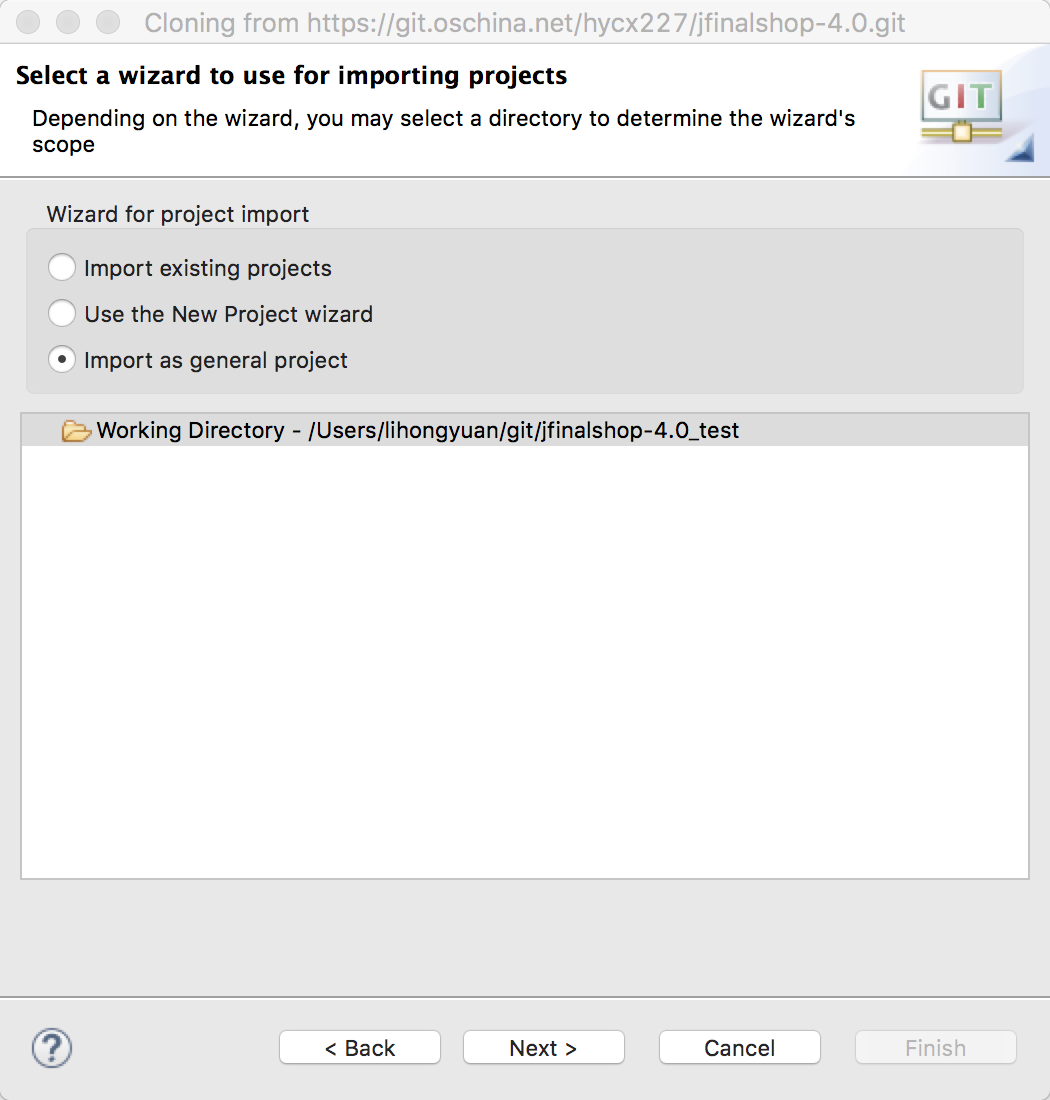 Cloning from https://git.oschina.net/hycx227/jfinalshop-4.0.git
Select a wizard to use for importing projects
Depending on the wizard, you may select a directory to determine the wizard's
scope
GIT
Wizard for project import
Import existing projects
Use the New Project wizard
Import as general project
Working Directory - /Users/lihongyuan/git/jfinalshop-4.0_test
?
< Back
Next >
Cancel
Finish